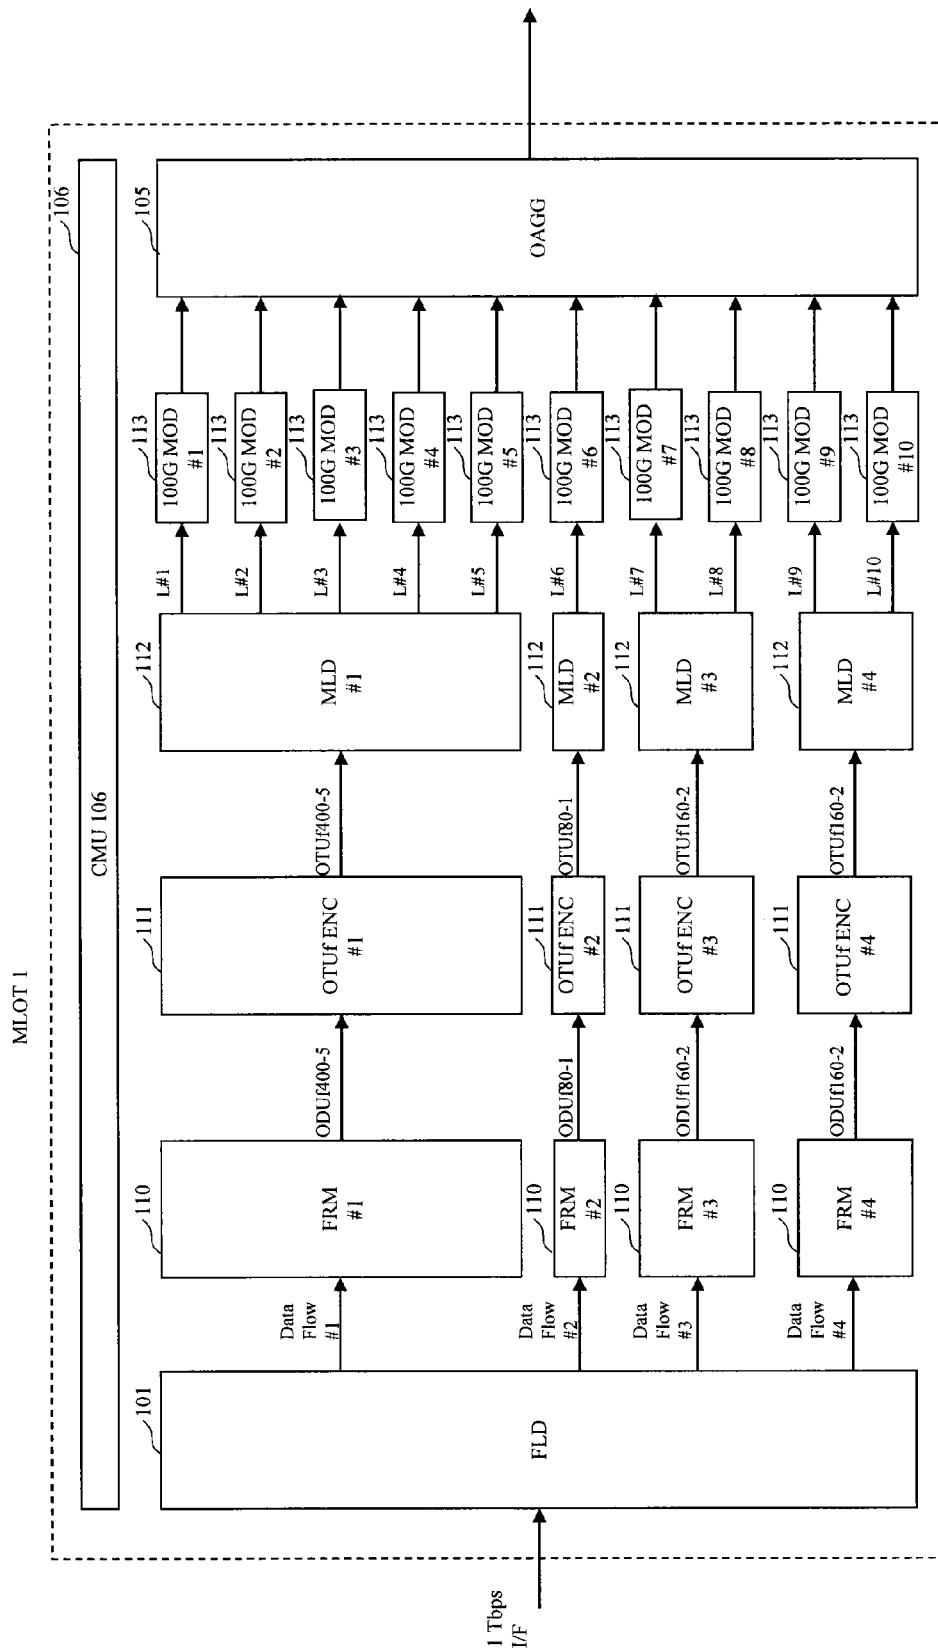 MLOT 1
106
CMU 106
1 Tbps
I/F
101
FLD
Data
Flow
#1
Data
Flow
#2
Data
Flow
#3
Data
Flow
#4
110
FRM
#1
110
FRM
#2
110
FRM
#3
110
FRM
#4
ODUf400-5
ODUf80-1
ODUf160-2
ODUf160-2
111
OTUf ENC
#1
111
OTUf ENC
#2
111
OTUf ENC
#3
111
OTUf ENC
#4
OTUf400-5
OTUf80-1
OTUf160-2
OTUf160-2
112
MLD
#1
112
MLD
#2
112
MLD
#3
112
MLD
#4
L#1
L#2
L#3
L#4
L#5
L#6
L#7
L#8
L#9
L#10
113
100G MOD
#1
113
100G MOD
#2
113
100G MOD
#3
113
100G MOD
#4
113
100G MOD
#5
113
100G MOD
#6
113
100G MOD
#7
113
100G MOD
#8
113
100G MOD
#9
113
100G MOD
#10
105
OAGG